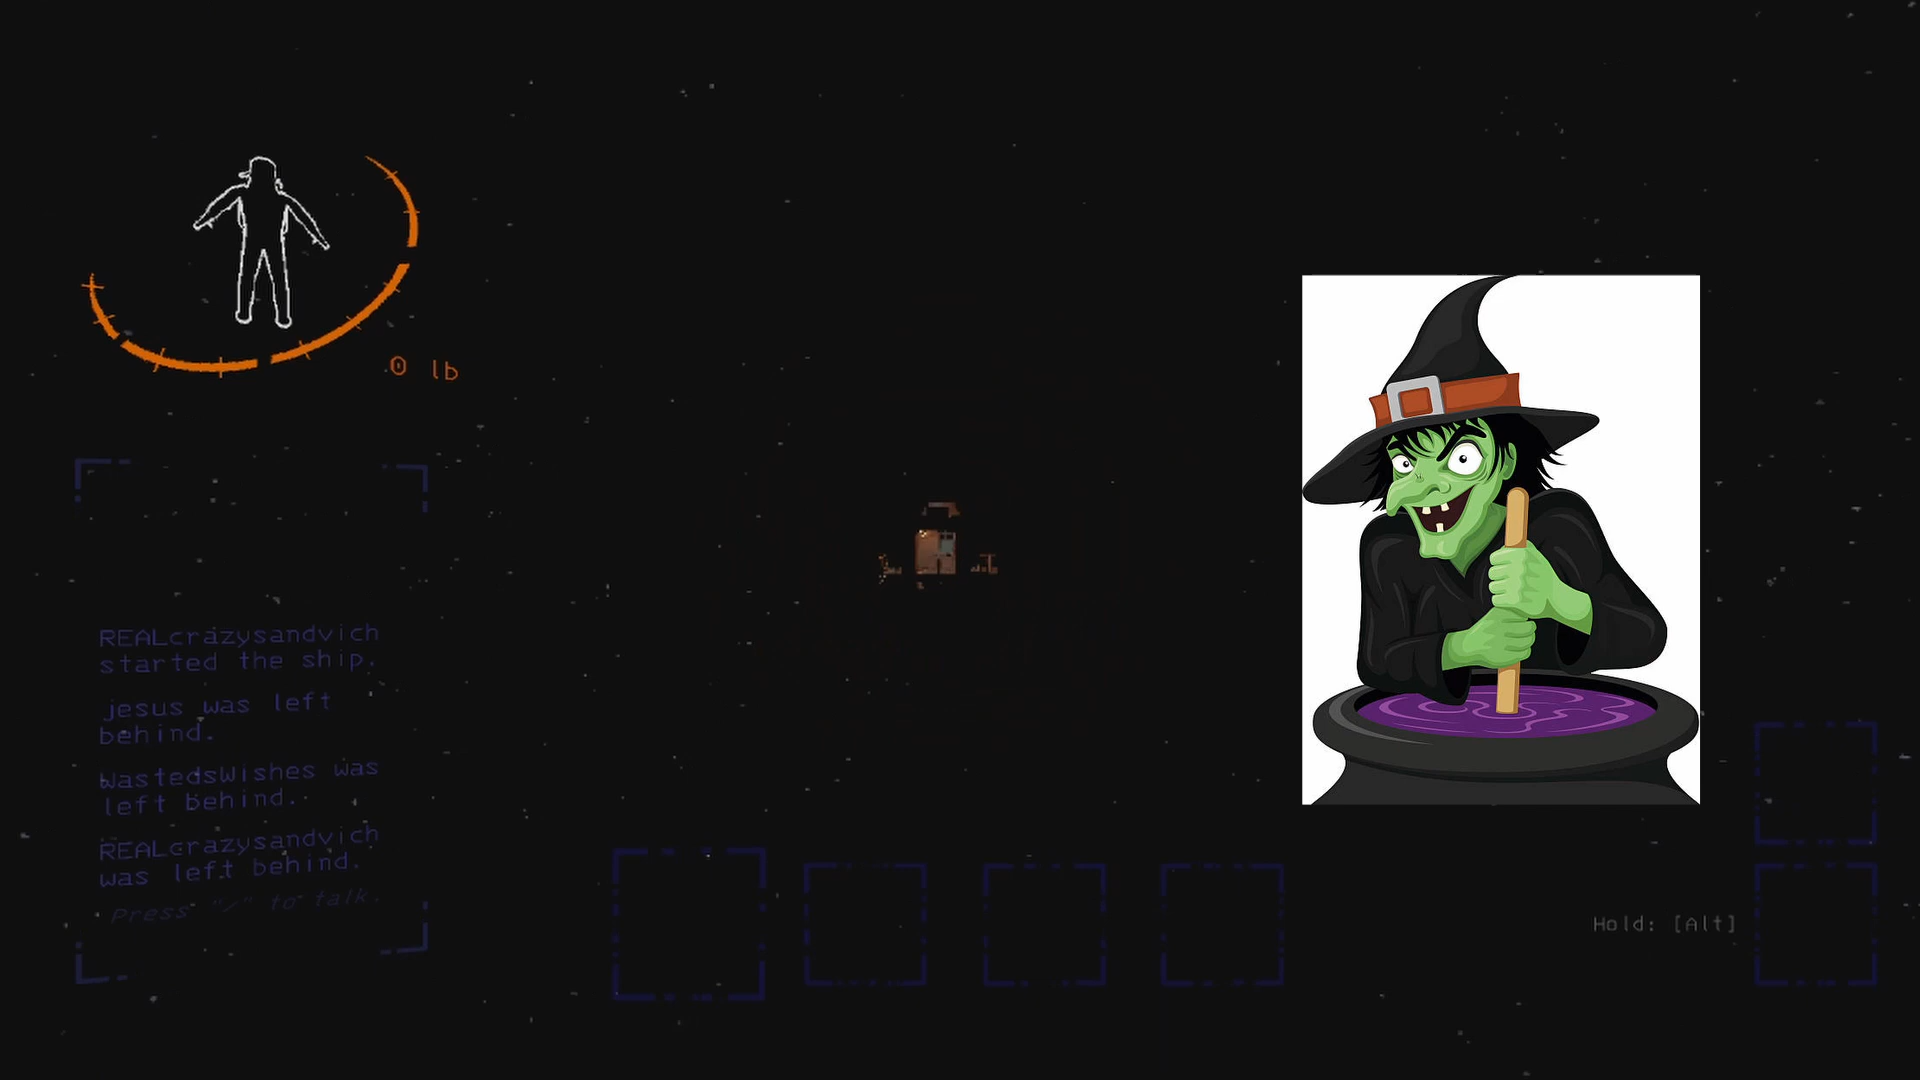 0 lb
REALcrazysandvich
started the ship.
jesus was left
behind.
WastedsWishes was
left behind.
REALcrazysandvich
was left behind.
Press "/" to talk.
Hold: [Alt]